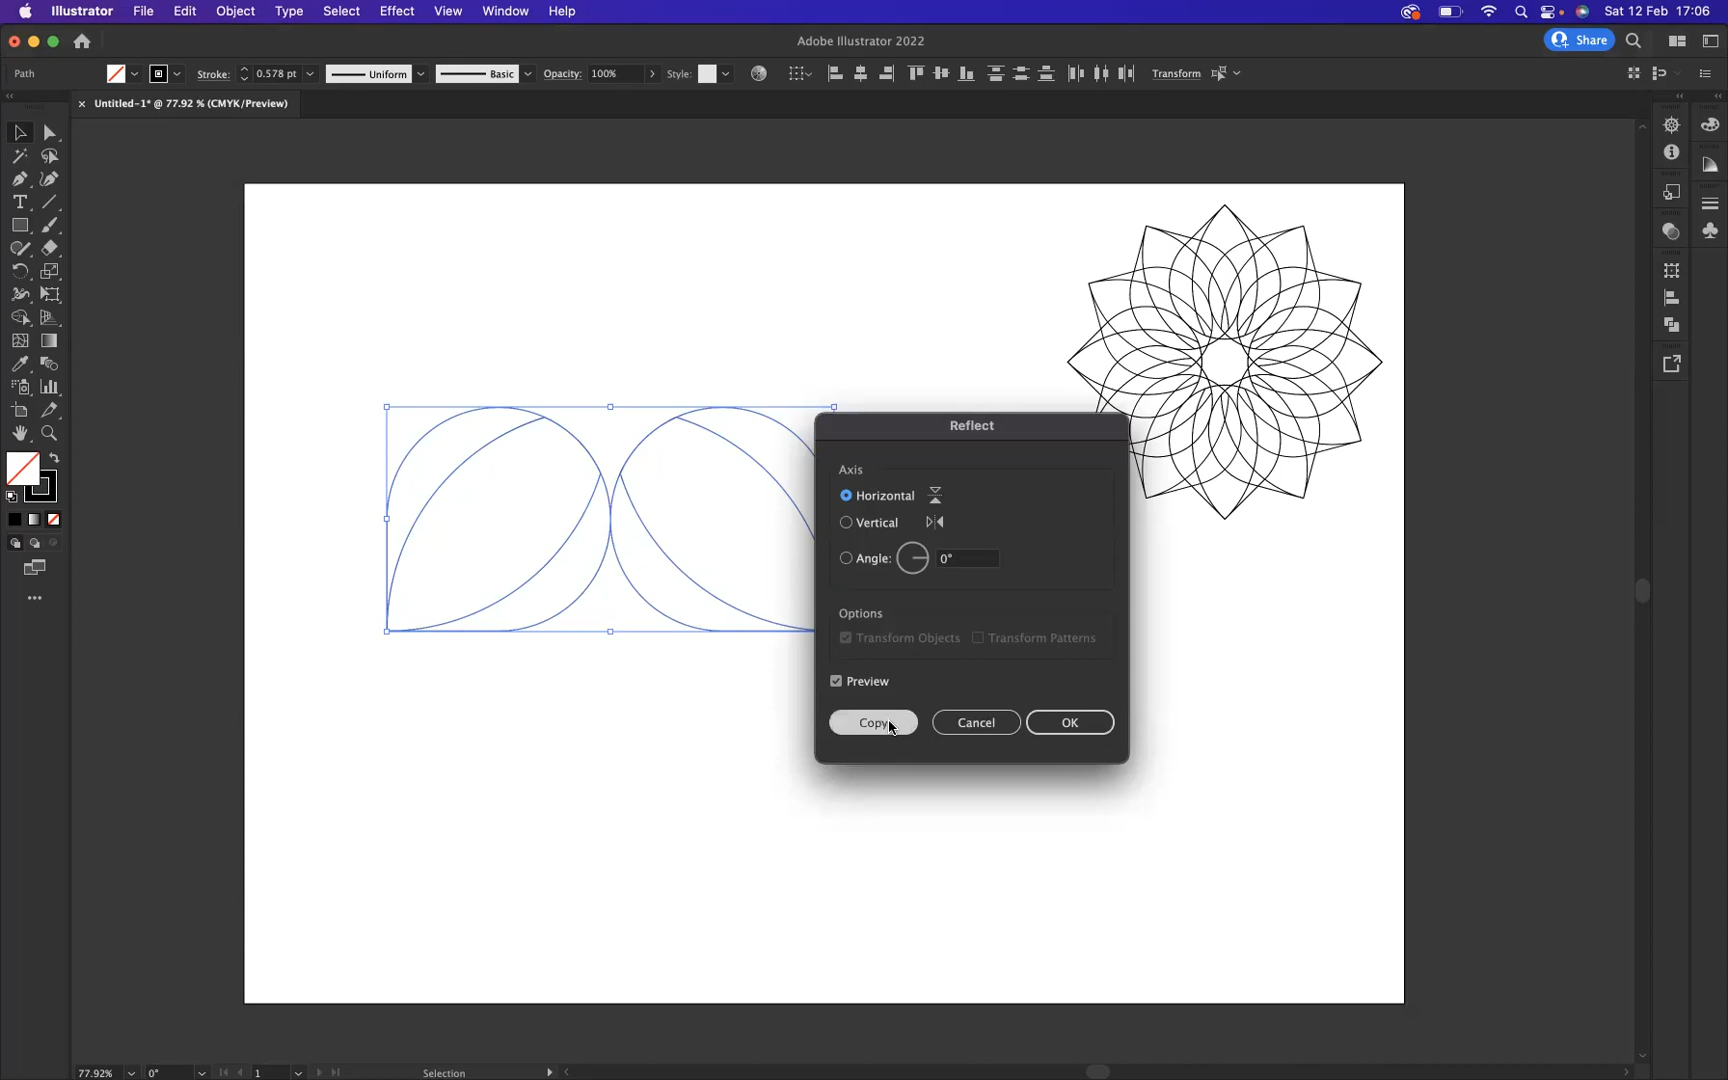 Illustrator File Edit Object Type Select Effect View Window Help Sat 12 Feb 17:06
Adobe Illustrator 2022 Share
Path Stroke: 0.578 pt Uniform Basic Opacity: 100% Style: Transform
Untitled-1* @ 77.92 % (CMYK/Preview)
Reflect
Axis
Horizontal
Vertical
Angle: 0°
Options
Transform Objects Transform Patterns
Preview
Copy Cancel OK
77.92% 0° 1 Selection